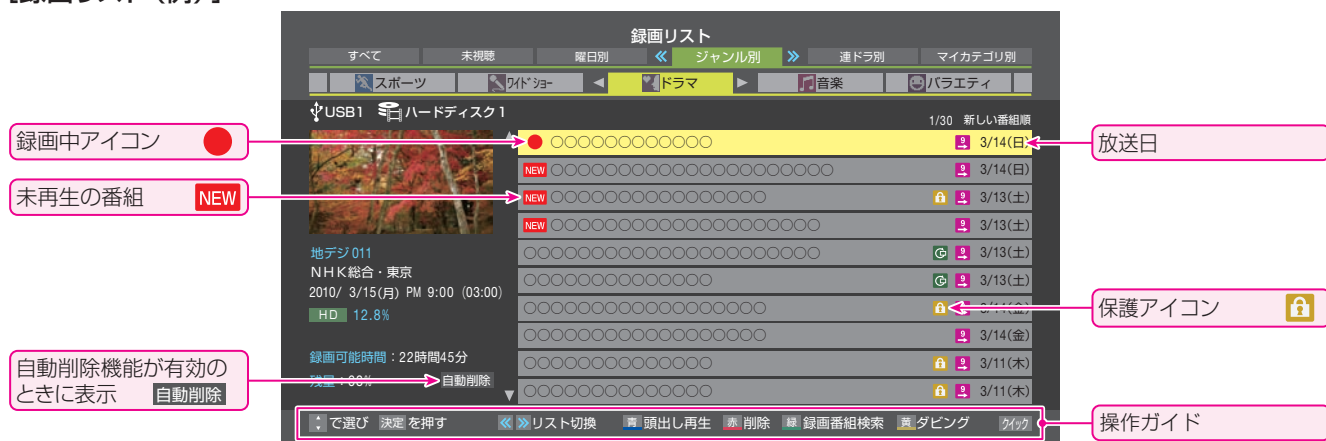 録画リスト
すべて 未視聴 曜日別 ジャンル別 連ドラ別 マイカテゴリ別
スポーツ ワイドショー ドラマ 音楽 バラエティ
USB1 ハードディスク1
1/30 新しい番組順
録画中アイコン
○○○○○○○○○○○○ 9 3/14(日)
放送日
NEW ○○○○○○○○○○○○○○○○○○○○○ 9 3/14(日)
未再生の番組 NEW
NEW ○○○○○○○○○○○○○○○○ 9 3/13(土)
NEW ○○○○○○○○○○○○○○○○○○○○ 9 3/13(土)
地デジ011
○○○○○○○○○○○○○○○○○○○○○○ G 9 3/13(土)
NHK総合・東京
○○○○○○○○○○○○○○ G 9 3/13(土)
2010/ 3/15(月) PM 9:00 (03:00)
HD 12.8%
○○○○○○○○○○○○○○○○○○
保護アイコン
○○○○○○○○○○○○○○○○○○ 9 3/14(金)
録画可能時間:22時間45分
○○○○○○○○○○○○○○ 9 3/11(木)
自動削除機能が有効の
ときに表示 自動削除
自動削除
○○○○○○○○○○○○○○ 9 3/11(木)
で選び 決定 を押す リスト切換 青 頭出し再生 赤 削除 緑 録画番組検索 黄 ダビング クイック
操作ガイド